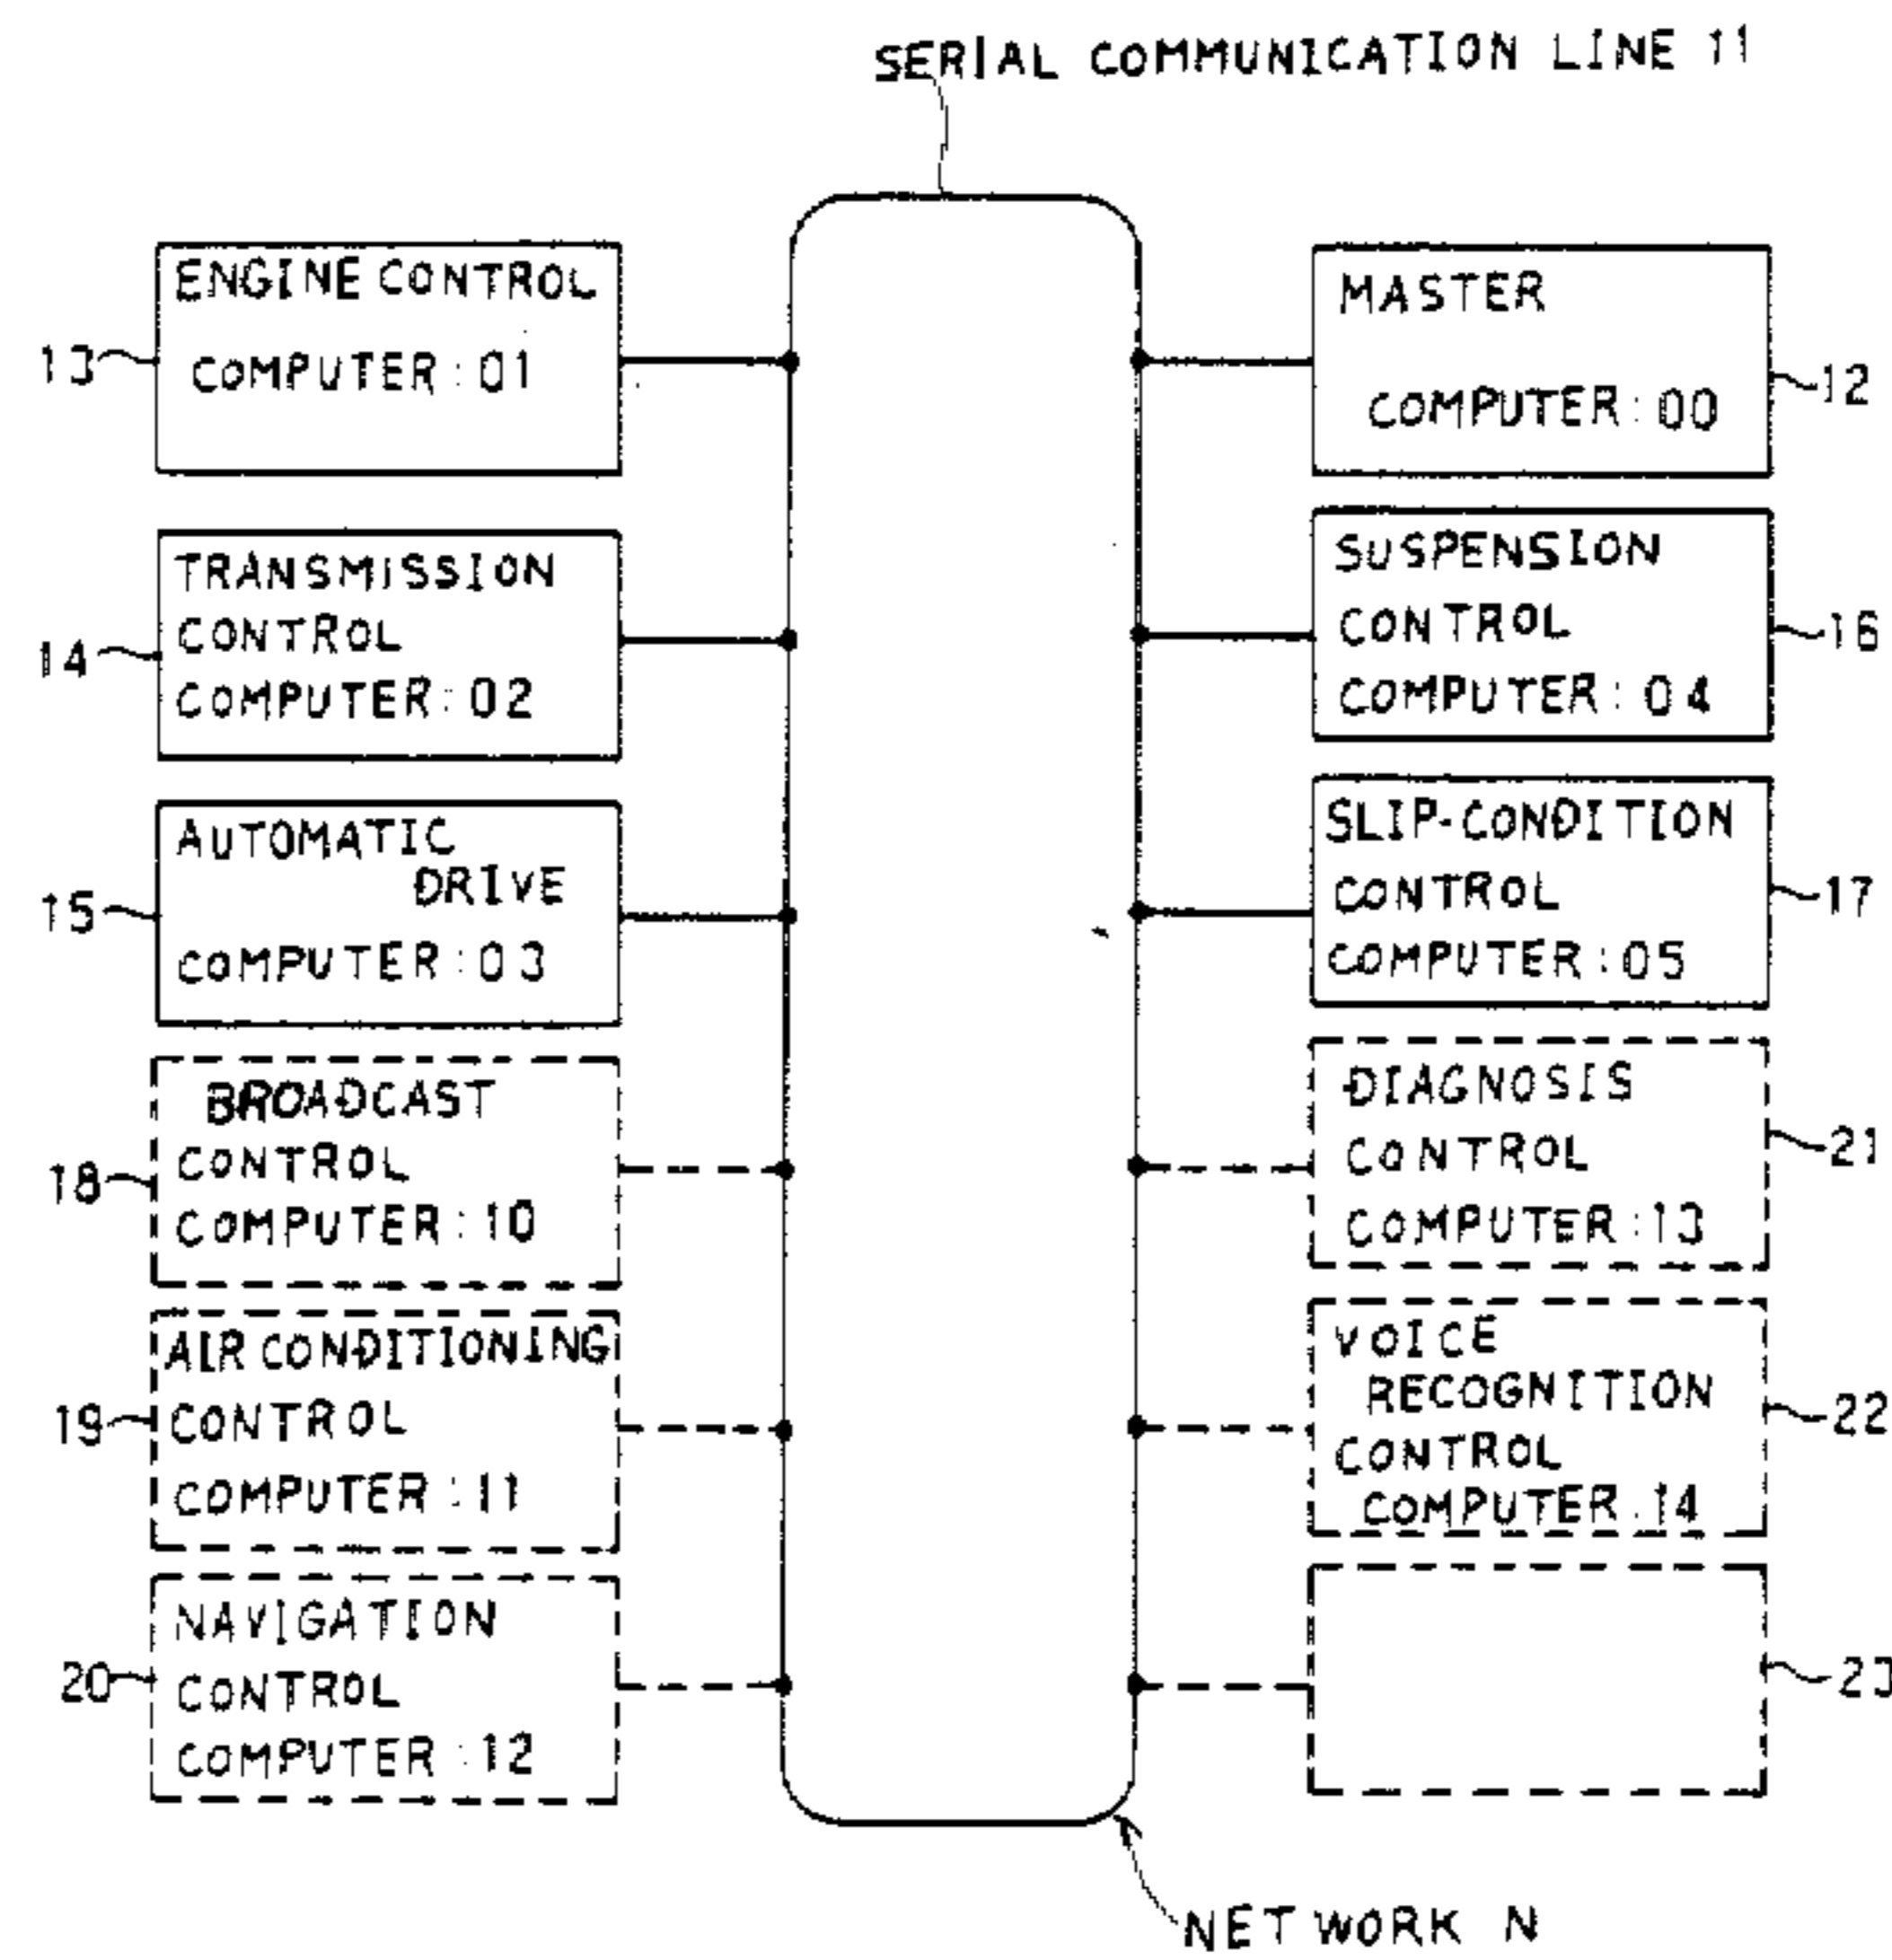 SERIAL COMMUNICATION LINE 11
ENGINE CONTROL
COMPUTER:01
13
MASTER
COMPUTER:00
12
TRANSMISSION
CONTROL
COMPUTER:02
14
SUSPENSION
CONTROL
COMPUTER:04
16
AUTOMATIC
DRIVE
COMPUTER:03
15
SLIP-CONDITION
CONTROL
COMPUTER:05
17
BROADCAST
CONTROL
COMPUTER:10
18
DIAGNOSIS
CONTROL
COMPUTER:13
21
AIR CONDITIONING
CONTROL
COMPUTER:11
19
VOICE
RECOGNITION
CONTROL
COMPUTER:14
22
NAVIGATION
CONTROL
COMPUTER:12
20
23
NETWORK N